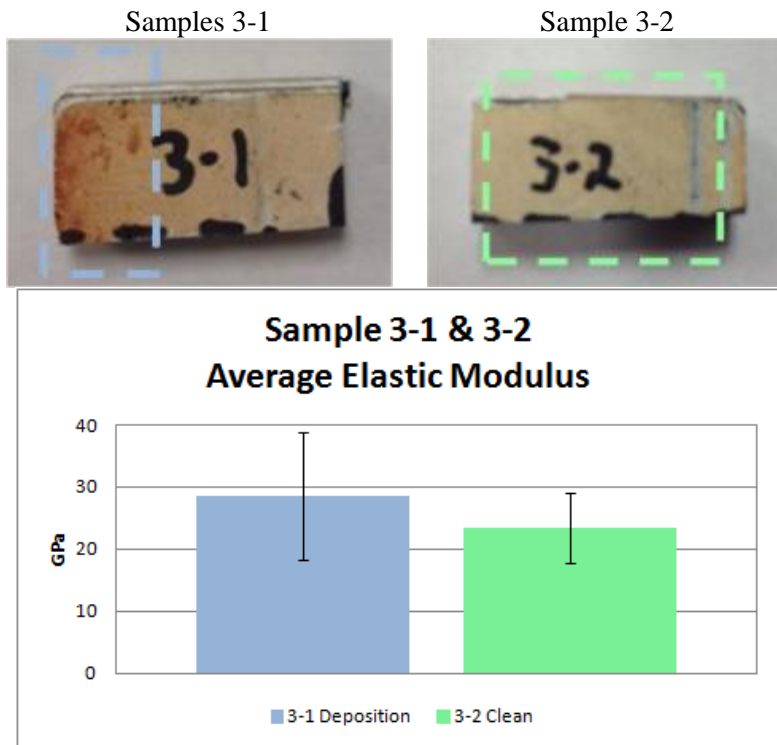 Samples 3-1
Sample 3-2
3-1
3-2
Sample 3-1 & 3-2
Average Elastic Modulus
40
30
20
10
0
GPa
3-1 Deposition
3-2 Clean